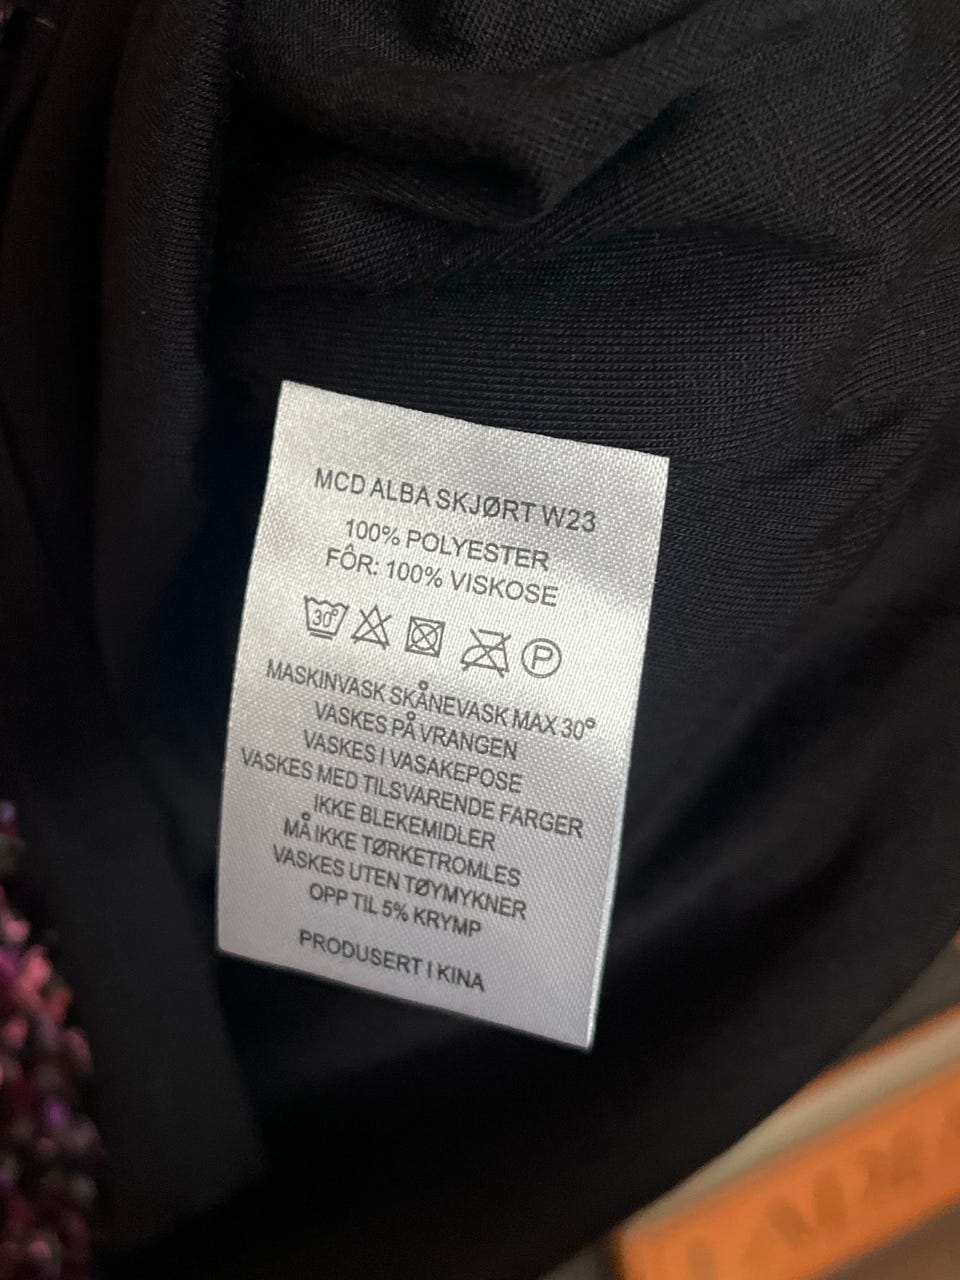 MCD ALBA SKJØRT W23
100% POLYESTER
FÔR: 100% VISKOSE
30° P
MASKINVASK SKÅNEVASK MAX 30°
VASKES PÅ VRANGEN
VASKES I VASAKEPOSE
VASKES MED TILSVARENDE FARGER
IKKE BLEKEMIDLER
MÅ IKKE TØRKETROMLES
VASKES UTEN TØYMYKNER
OPP TIL 5% KRYMP
PRODUSERT I KINA